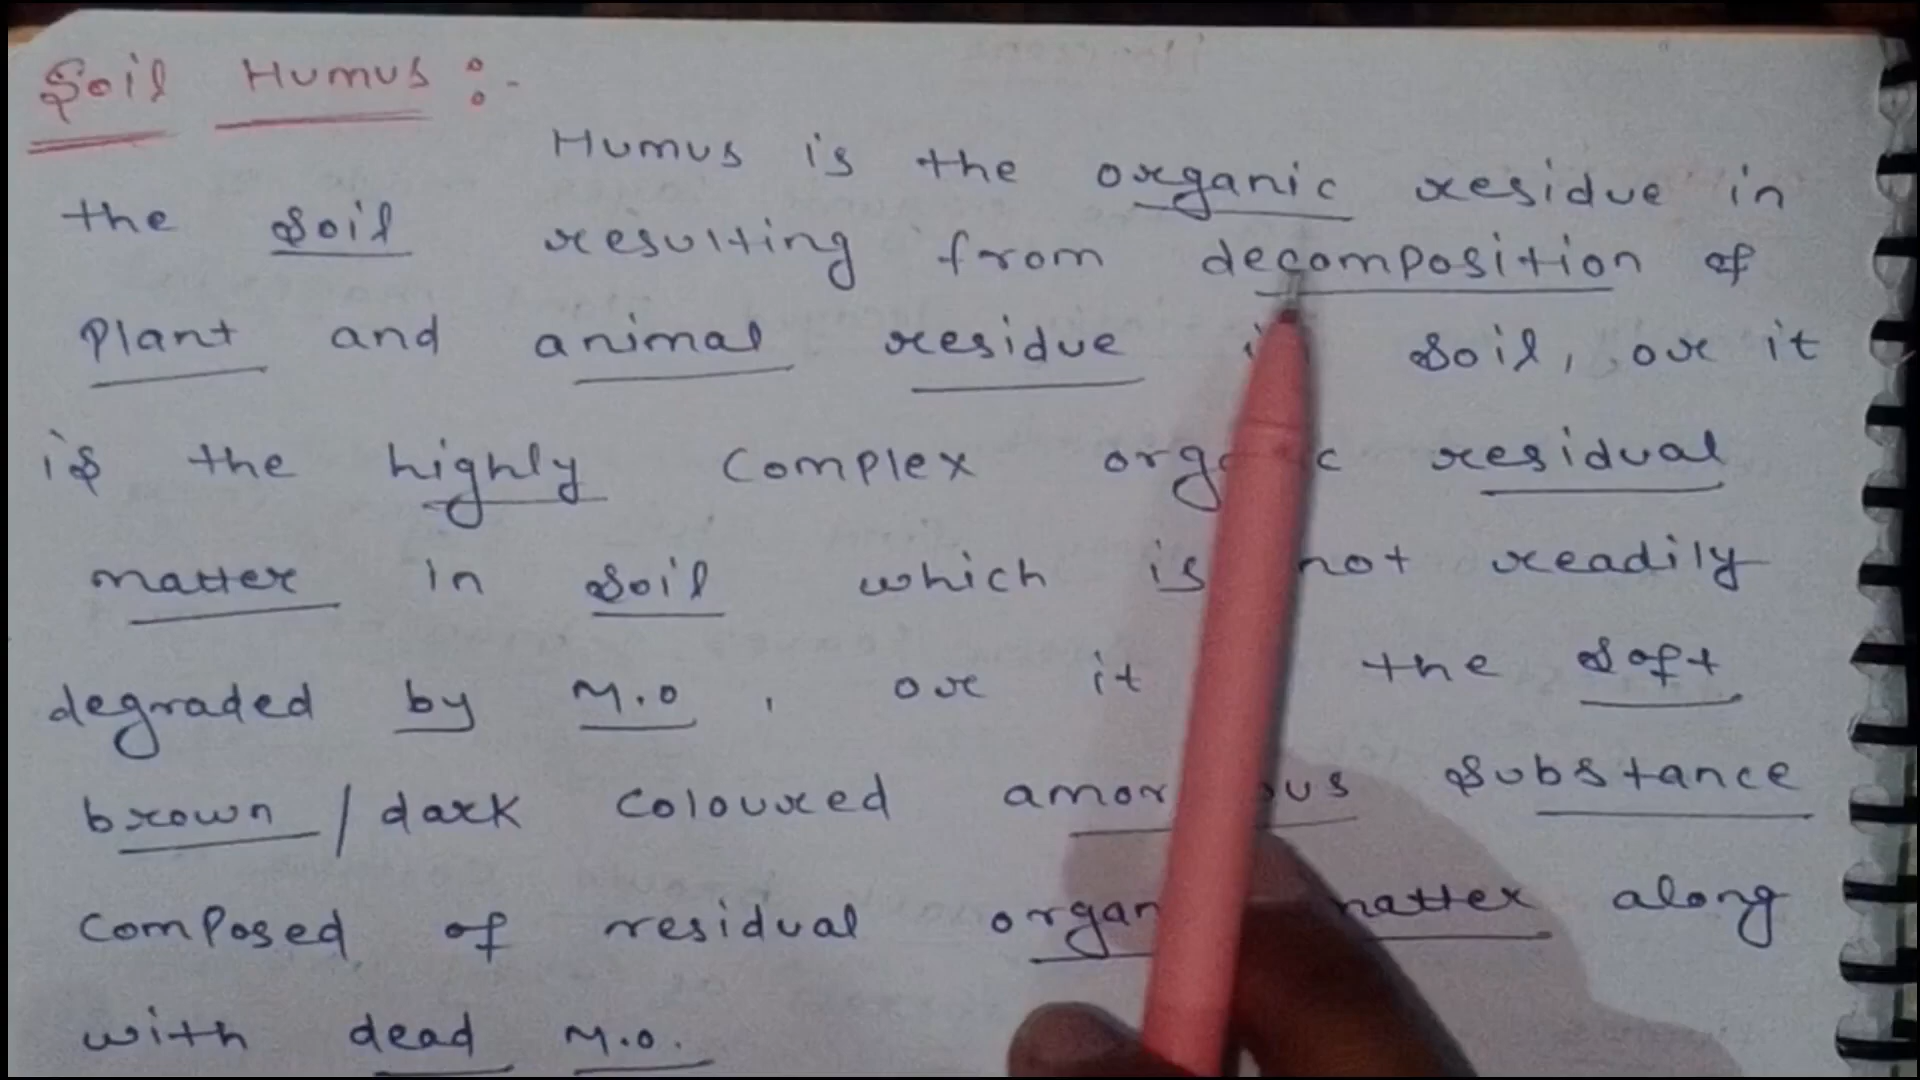 Soil Humus :-
Humus is the organic residue in
the soil resulting from decomposition of
Plant and animal residue soil, or it
is the highly complex residual
matter in soil which is not readily
degraded by M.O, or it the soft
brown / dark coloured substance
composed of residual matter along
with dead M.O.